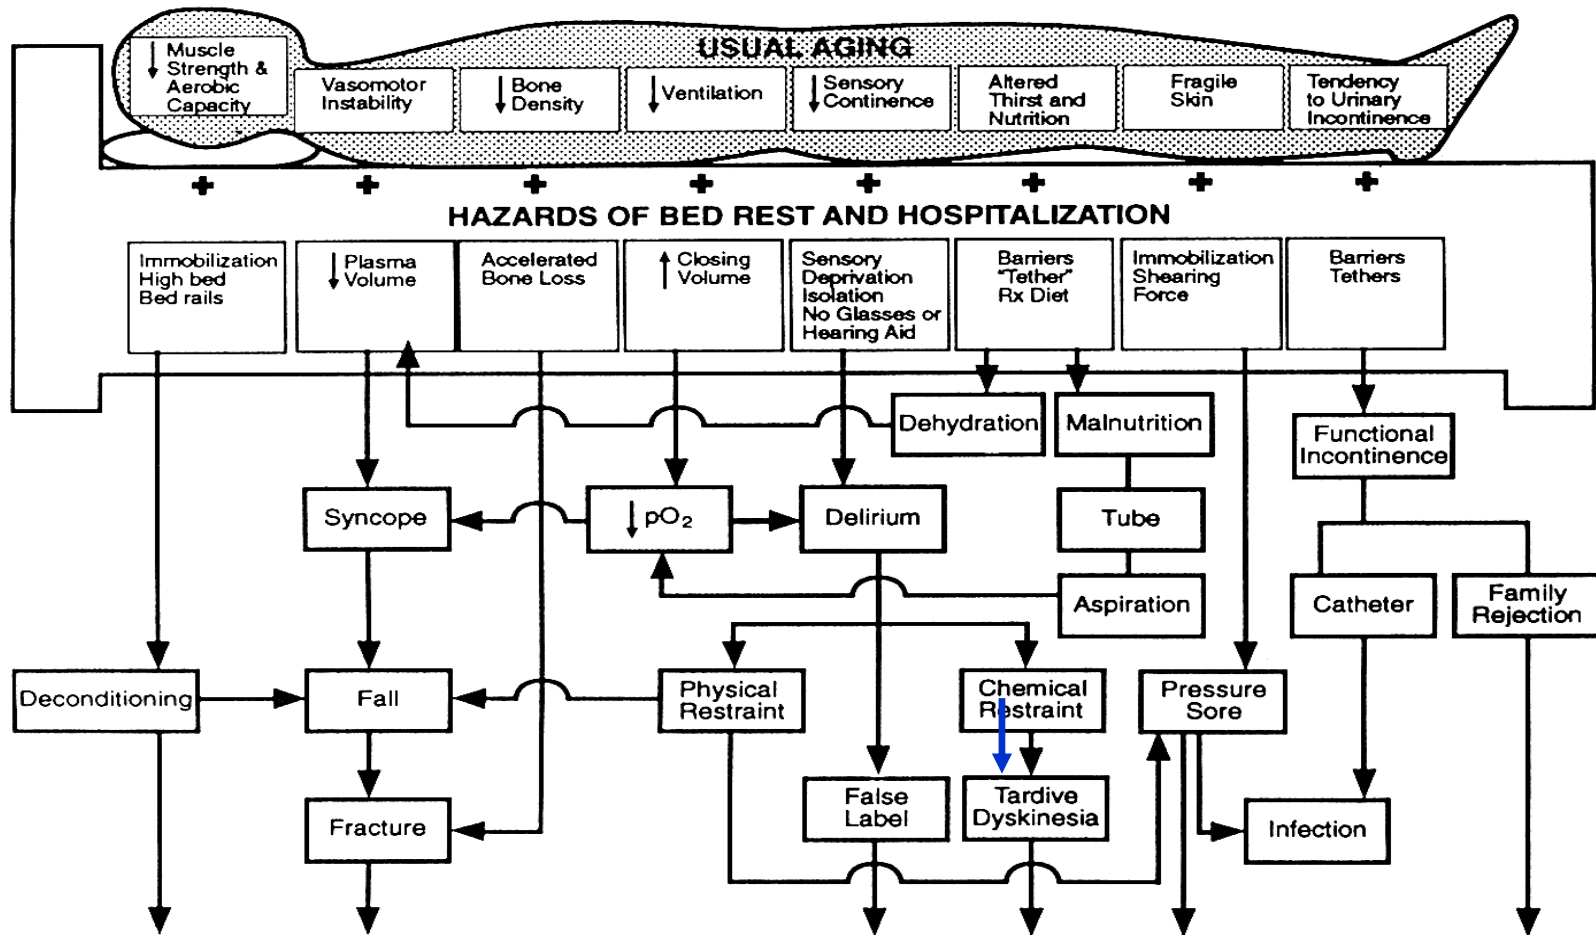 USUAL AGING
↓ Muscle
Strength &
Aerobic
Capacity
Vasomotor
Instability
↓ Bone
Density
↓ Ventilation
↓ Sensory
Continence
Altered
Thirst and
Nutrition
Fragile
Skin
Tendency
to Urinary
Incontinence
+ + + + + + + +
HAZARDS OF BED REST AND HOSPITALIZATION
Immobilization
High bed
Bed rails
↓ Plasma
Volume
Accelerated
Bone Loss
↑ Closing
Volume
Sensory
Deprivation
Isolation
No Glasses or
Hearing Aid
Barriers
"Tether"
Rx Diet
Immobilization
Shearing
Force
Barriers
Tethers
Dehydration
Malnutrition
Functional
Incontinence
Syncope
↓ pO₂
Delirium
Tube
Aspiration
Catheter
Family
Rejection
Deconditioning
Fall
Physical
Restraint
Chemical
Restraint
Pressure
Sore
Fracture
False
Label
Tardive
Dyskinesia
Infection